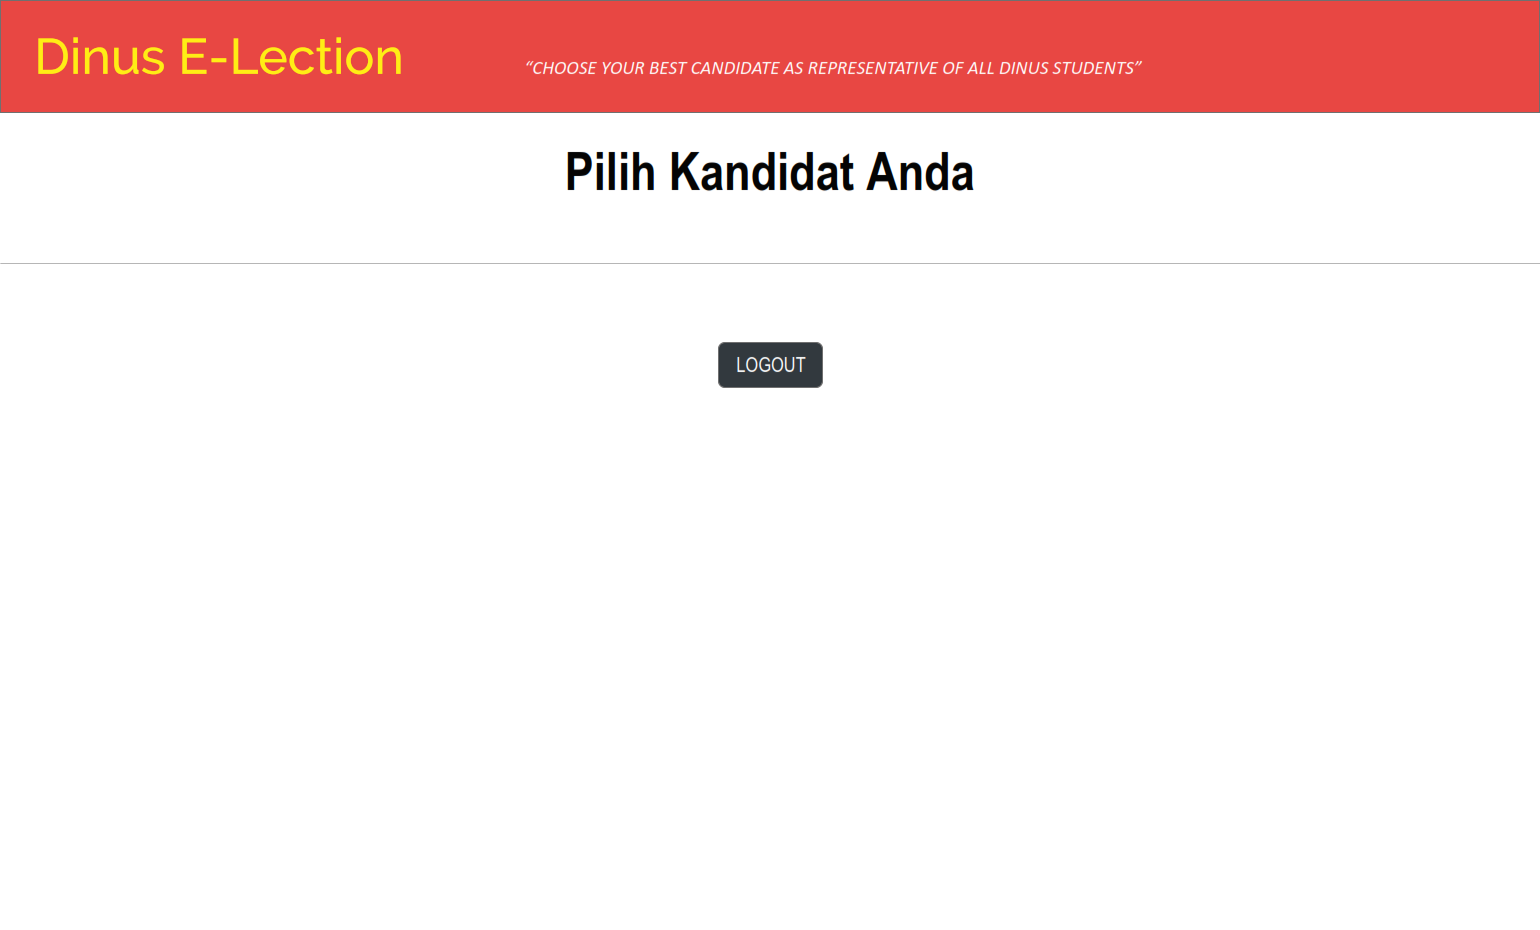 Dinus E-Lection
“CHOOSE YOUR BEST CANDIDATE AS REPRESENTATIVE OF ALL DINUS STUDENTS”
Pilih Kandidat Anda
LOGOUT